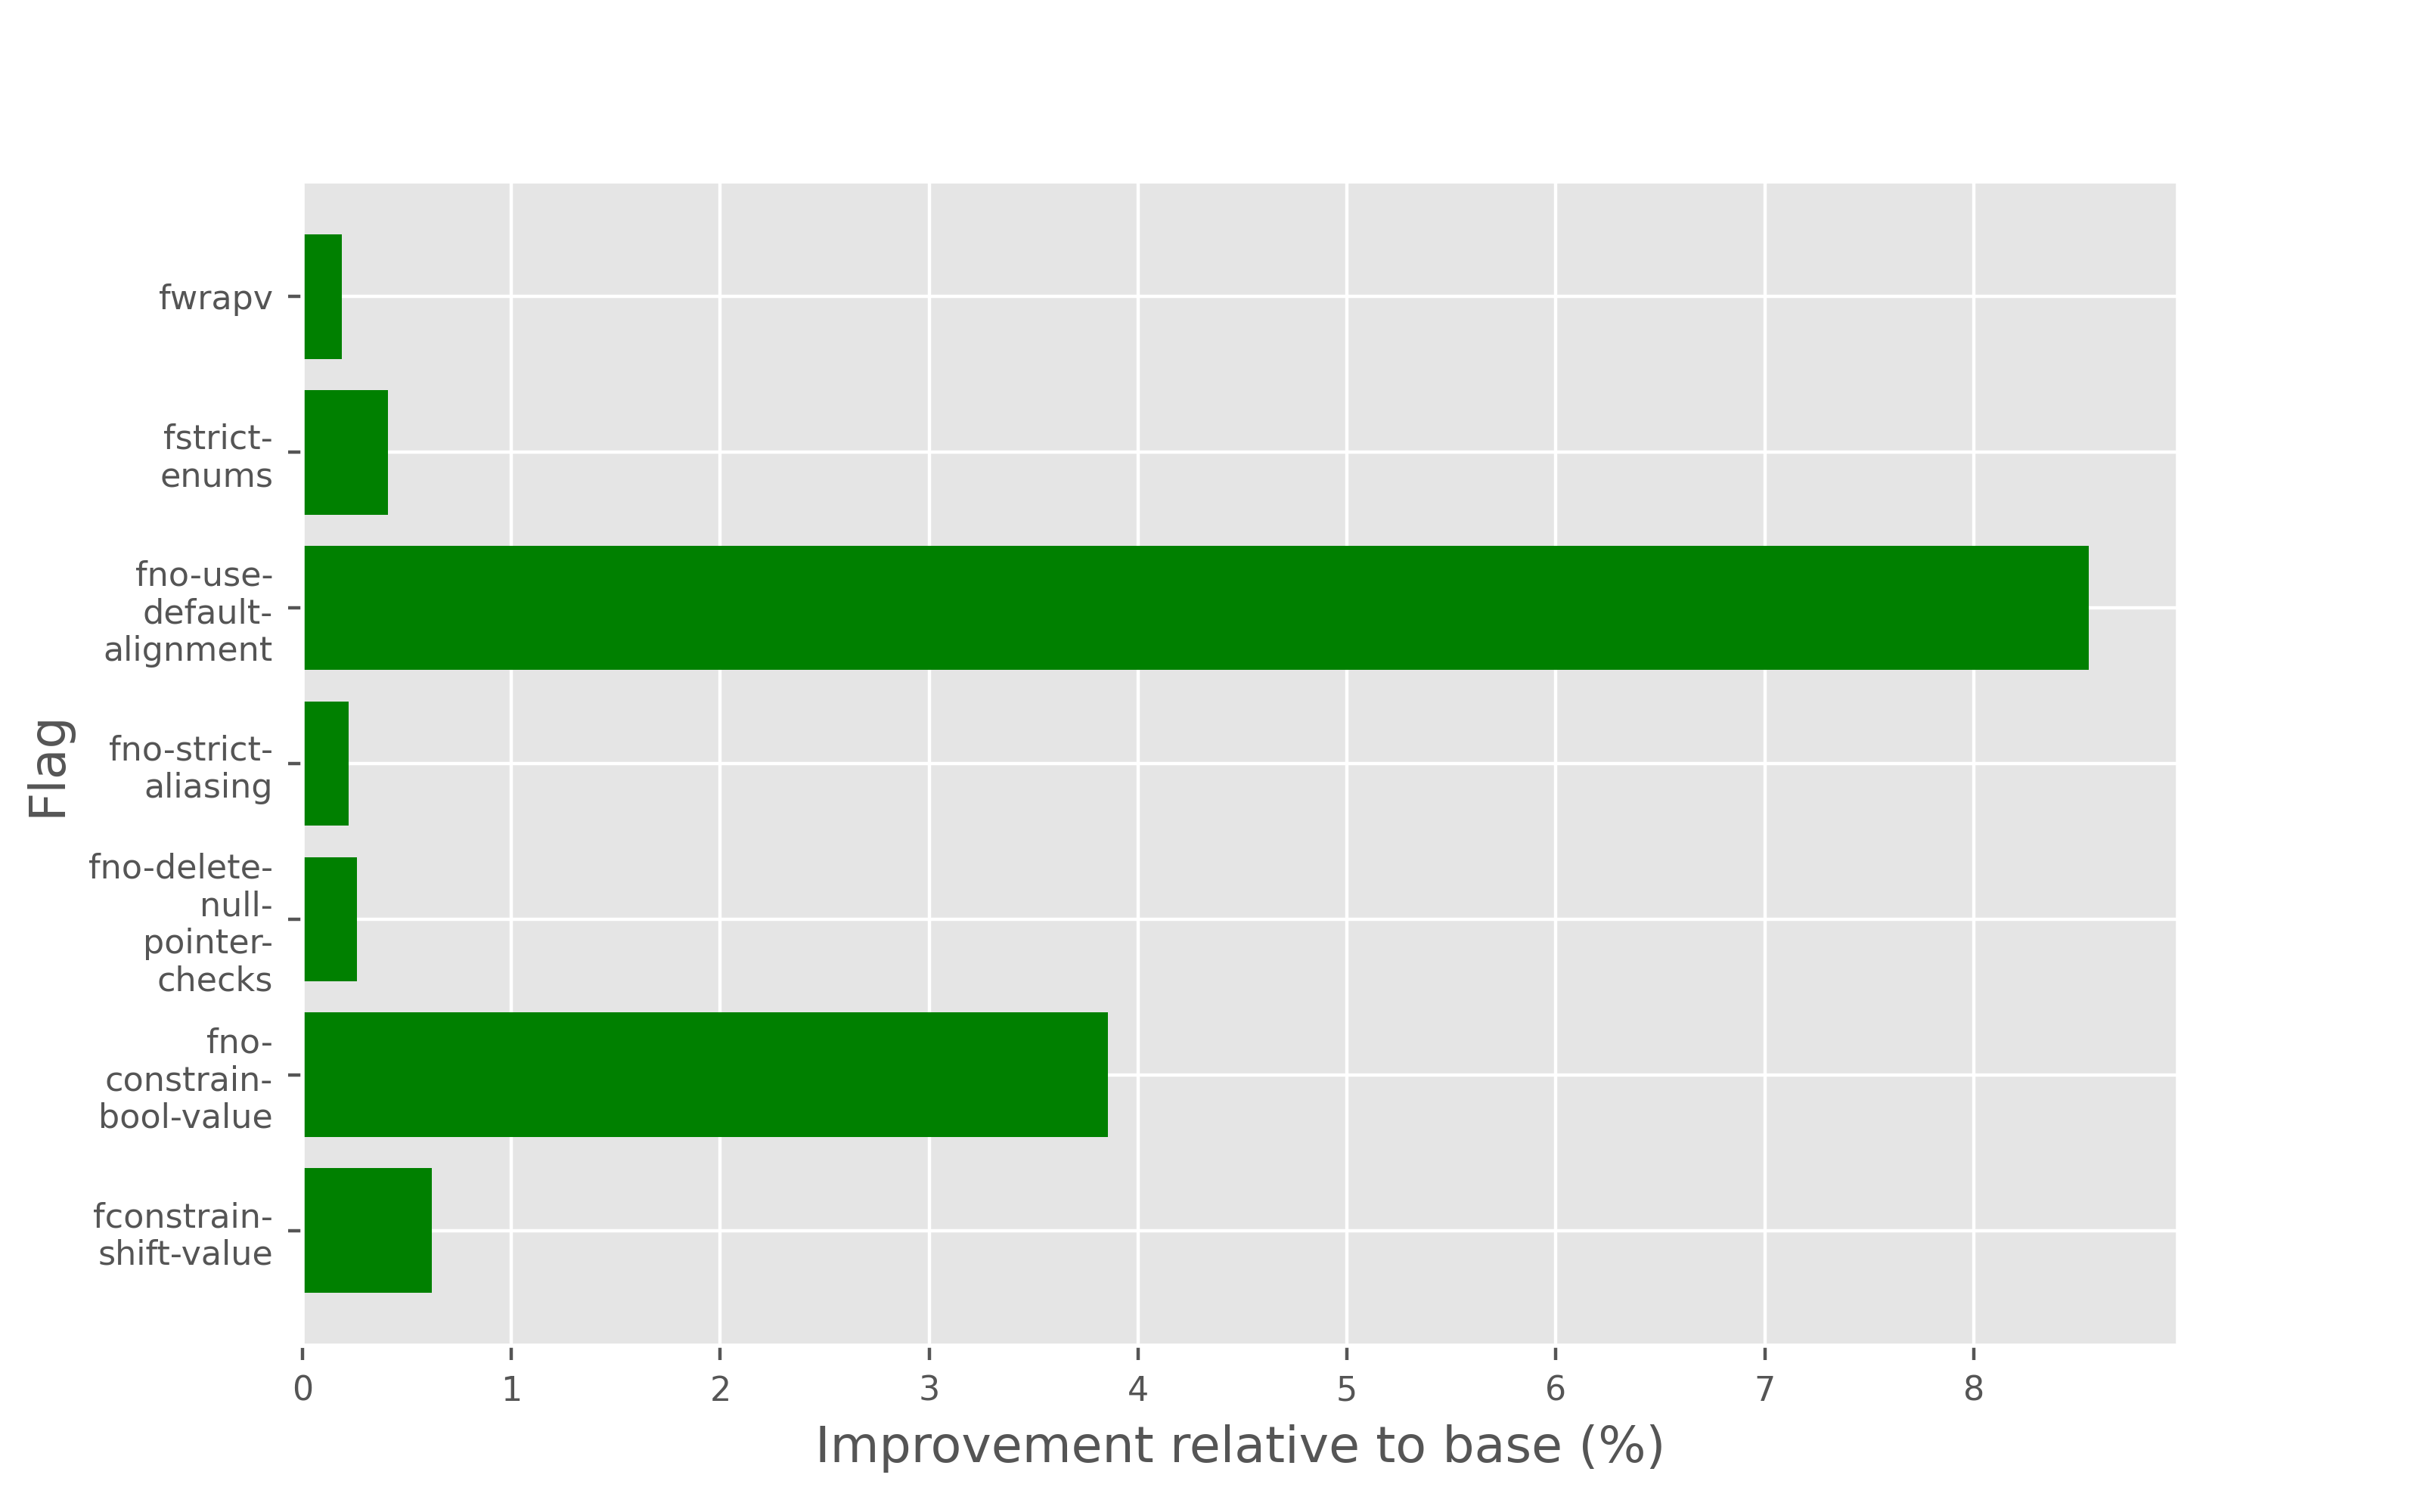 Flag
fwrapv
fstrict-
enums
fno-use-
default-
alignment
fno-strict-
aliasing
fno-delete-
null-
pointer-
checks
fno-
constrain-
bool-value
fconstrain-
shift-value
0 1 2 3 4 5 6 7 8
Improvement relative to base (%)